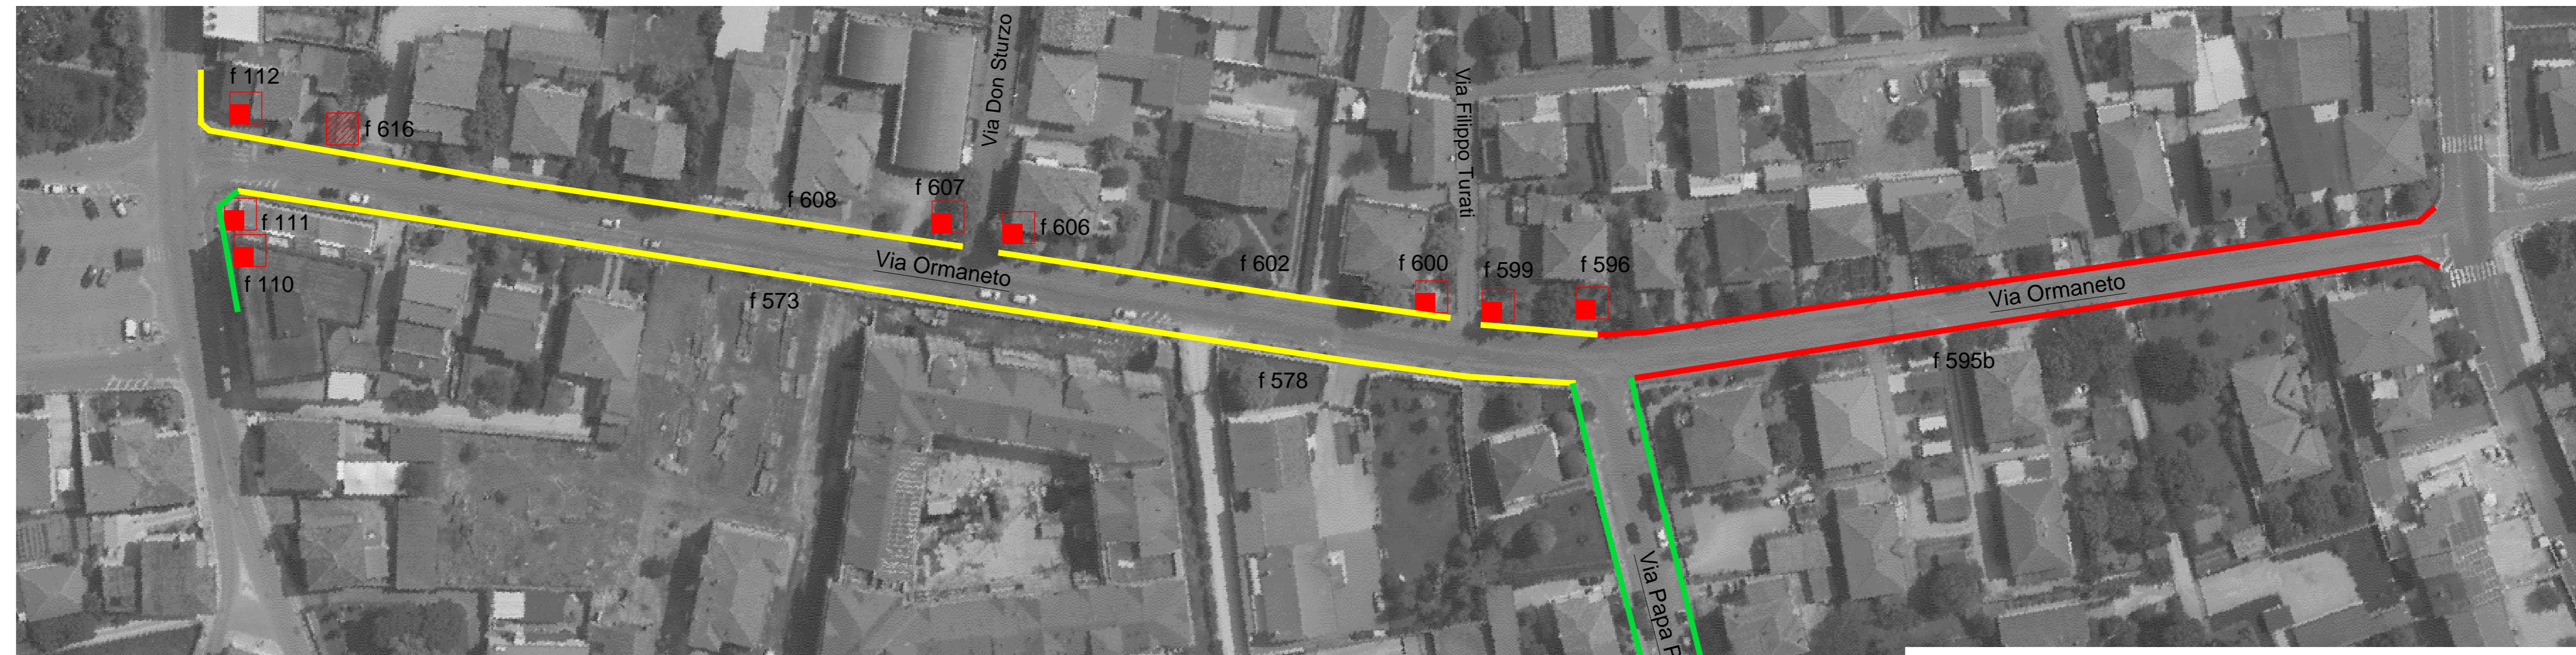 f 112
f 616
Via Don Sturzo
Via Filippo Turati
f 608
f 607
f 606
f 111
f 110
f 602
f 600
f 599
f 596
Via Ormaneto
f 573
Via Ormaneto
f 578
f 595b
Via Papa